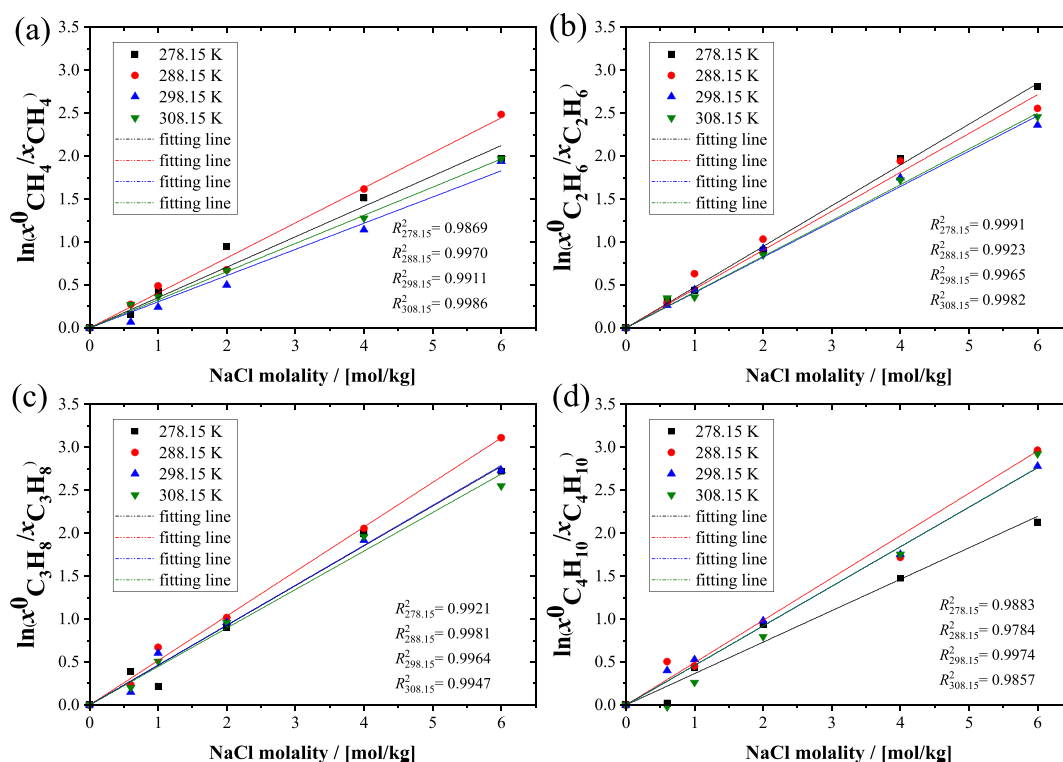 (a)
278.15 K
288.15 K
298.15 K
308.15 K
fitting line
fitting line
fitting line
fitting line
R²278.15= 0.9869
R²288.15= 0.9970
R²298.15= 0.9911
R²308.15= 0.9986
ln(x⁰CH₄/xCH₄)
3.5
3.0
2.5
2.0
1.5
1.0
0.5
0.0
0 1 2 3 4 5 6
NaCl molality / [mol/kg]
(b)
278.15 K
288.15 K
298.15 K
308.15 K
fitting line
fitting line
fitting line
fitting line
R²278.15= 0.9991
R²288.15= 0.9923
R²298.15= 0.9965
R²308.15= 0.9982
ln(x⁰C₂H₆/xC₂H₆)
3.5
3.0
2.5
2.0
1.5
1.0
0.5
0.0
0 1 2 3 4 5 6
NaCl molality / [mol/kg]
(c)
278.15 K
288.15 K
298.15 K
308.15 K
fitting line
fitting line
fitting line
fitting line
R²278.15= 0.9921
R²288.15= 0.9981
R²298.15= 0.9964
R²308.15= 0.9947
ln(x⁰C₃H₈/xC₃H₈)
3.5
3.0
2.5
2.0
1.5
1.0
0.5
0.0
0 1 2 3 4 5 6
NaCl molality / [mol/kg]
(d)
278.15 K
288.15 K
298.15 K
308.15 K
fitting line
fitting line
fitting line
fitting line
R²278.15= 0.9883
R²288.15= 0.9784
R²298.15= 0.9974
R²308.15= 0.9857
ln(x⁰C₄H₁₀/xC₄H₁₀)
3.5
3.0
2.5
2.0
1.5
1.0
0.5
0.0
0 1 2 3 4 5 6
NaCl molality / [mol/kg]